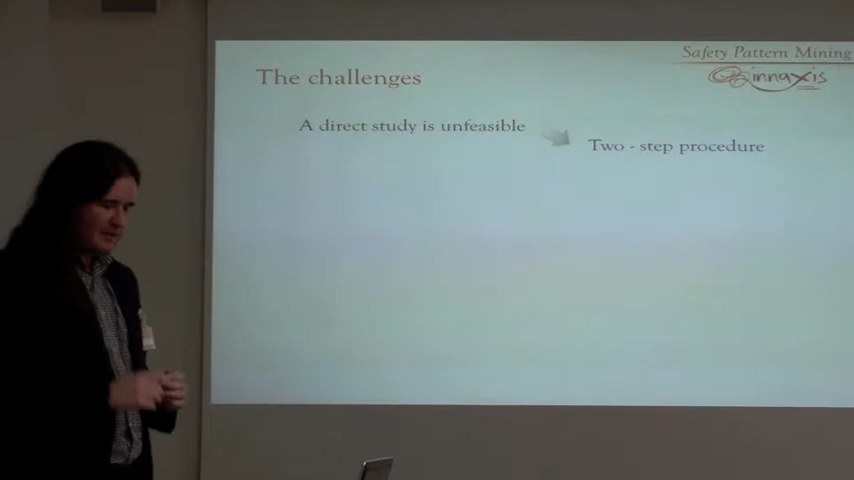 Safety Pattern Mining
innaxis
The challenges
A direct study is unfeasible
Two - step procedure